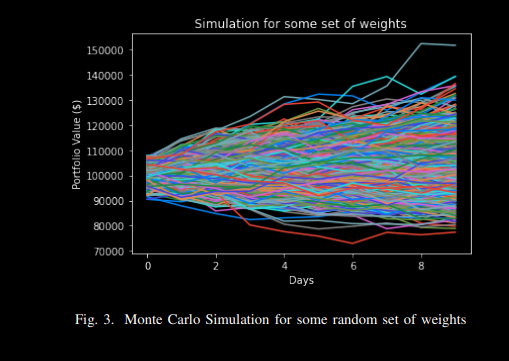 Simulation for some set of weights
150000
140000
130000
120000
110000
100000
90000
80000
70000
Portfolio Value ($)
0 2 4 6 8
Days
Fig. 3. Monte Carlo Simulation for some random set of weights